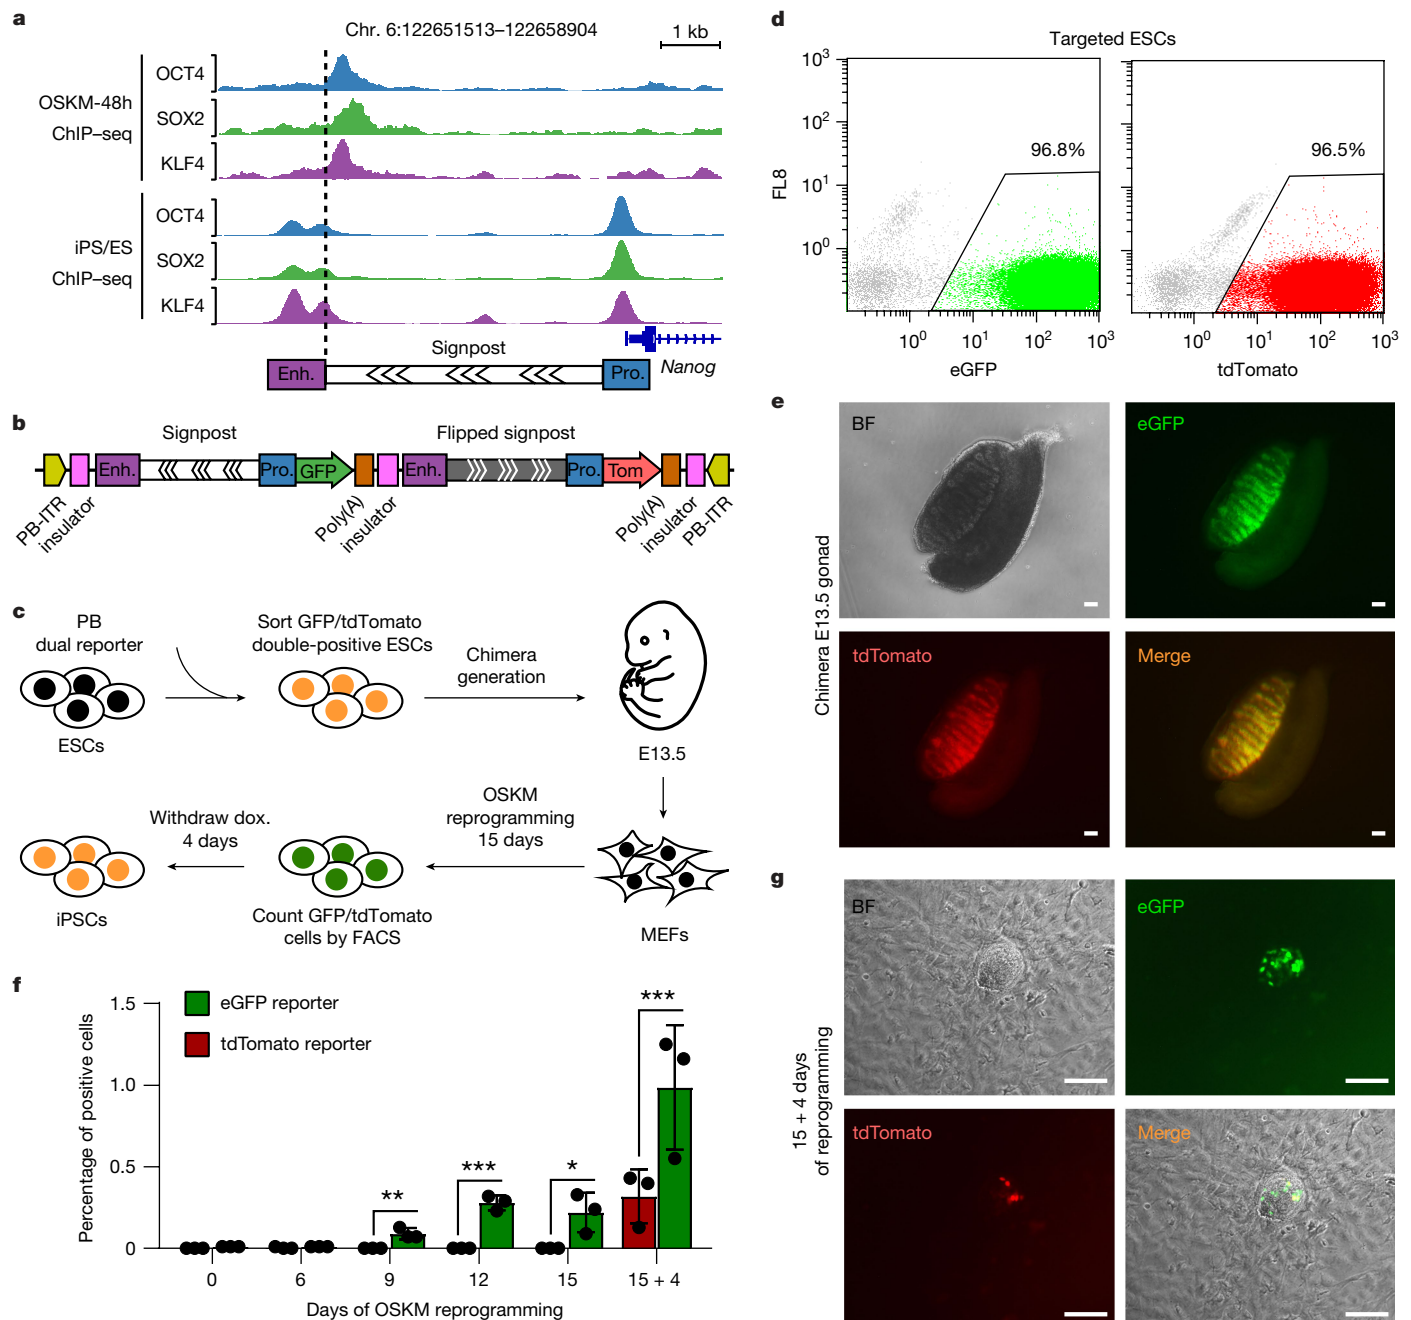 a
Chr. 6:122651513–122658904
1 kb
OSKM-48h
ChIP–seq
OCT4
SOX2
KLF4
iPS/ES
ChIP–seq
OCT4
SOX2
KLF4
Signpost
Enh.
Pro.
Nanog
b
Signpost
Flipped signpost
Enh.
Pro.
GFP
Enh.
Pro.
Tom
PB-ITR
insulator
Poly(A)
insulator
Poly(A)
insulator
PB-ITR
c
PB
dual reporter
ESCs
Sort GFP/tdTomato
double-positive ESCs
Chimera
generation
E13.5
OSKM
reprogramming
15 days
MEFs
Count GFP/tdTomato
cells by FACS
Withdraw dox.
4 days
iPSCs
d
Targeted ESCs
FL8
10³
10²
10¹
10⁰
96.8%
10⁰ 10¹ 10² 10³
eGFP
96.5%
10⁰ 10¹ 10² 10³
tdTomato
e
Chimera E13.5 gonad
BF
eGFP
tdTomato
Merge
f
Percentage of positive cells
1.5
1.0
0.5
0
eGFP reporter
tdTomato reporter
**
***
*
***
0 6 9 12 15 15 + 4
Days of OSKM reprogramming
g
15 + 4 days
of reprogramming
BF
eGFP
tdTomato
Merge